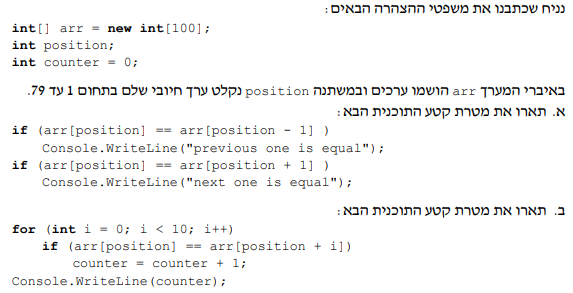 נניח שכתבנו את משפטי ההצהרה הבאים:
int[] arr = new int[100];
int position;
int counter = 0;
באיברי המערך arr הושמו ערכים ובמשתנה position נקלט ערך חיובי שלם בתחום 1 עד 79.
א. תארו את מטרת קטע התוכנית הבא:
if (arr[position] == arr[position - 1] )
    Console.WriteLine("previous one is equal");
if (arr[position] == arr[position + 1] )
    Console.WriteLine("next one is equal");
ב. תארו את מטרת קטע התוכנית הבא:
for (int i = 0; i < 10; i++)
    if (arr[position] == arr[position + i])
        counter = counter + 1;
Console.WriteLine(counter);